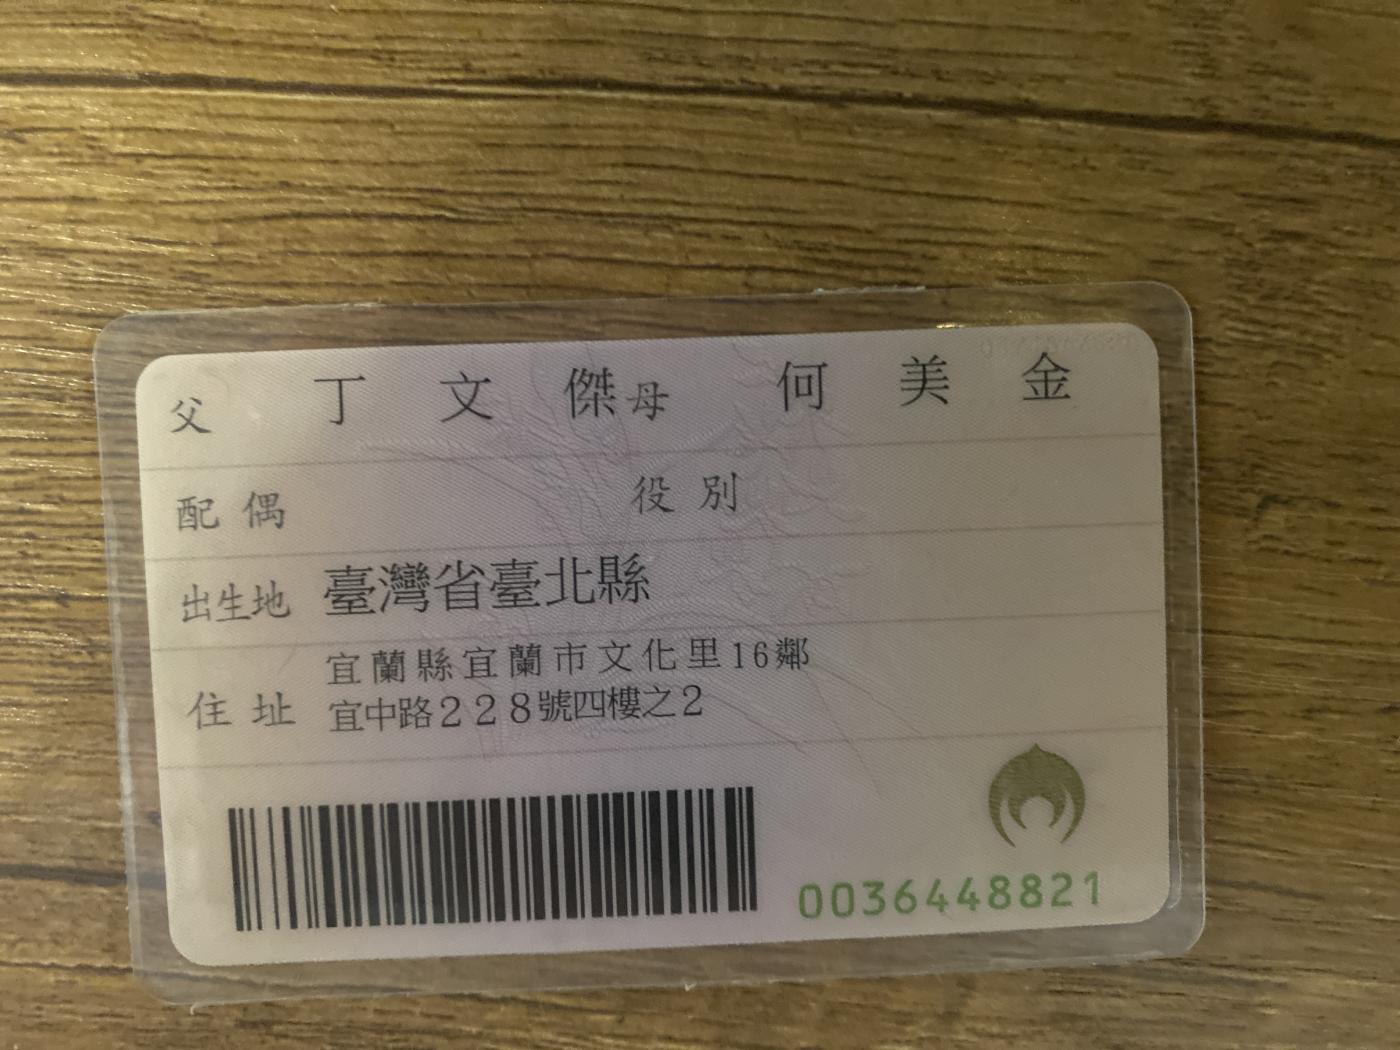 父 丁文傑 母 何美金
配偶 役別
出生地 臺灣省臺北縣
住址 宜蘭縣宜蘭市文化里16鄰
宜中路228號四樓之2
0036448821